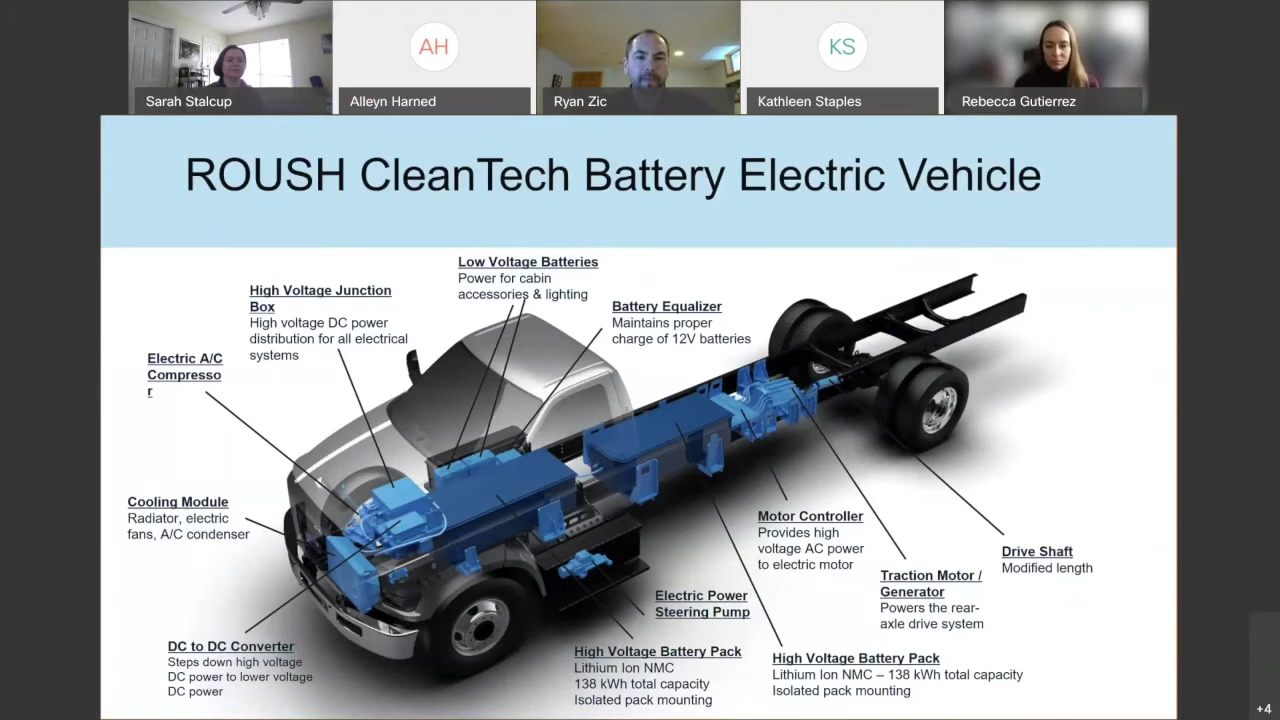 AH
KS
Sarah Stalcup
Alleyn Harned
Ryan Zic
Kathleen Staples
Rebecca Gutierrez
ROUSH CleanTech Battery Electric Vehicle
Low Voltage Batteries
Power for cabin
accessories & lighting
High Voltage Junction
Box
High voltage DC power
distribution for all electrical
systems
Battery Equalizer
Maintains proper
charge of 12V batteries
Electric A/C
Compresso
r
Cooling Module
Radiator, electric
fans, A/C condenser
Motor Controller
Provides high
voltage AC power
to electric motor
Drive Shaft
Modified length
Traction Motor /
Generator
Powers the rear-
axle drive system
Electric Power
Steering Pump
DC to DC Converter
Steps down high voltage
DC power to lower voltage
DC power
High Voltage Battery Pack
Lithium Ion NMC
138 kWh total capacity
Isolated pack mounting
High Voltage Battery Pack
Lithium Ion NMC – 138 kWh total capacity
Isolated pack mounting
+4